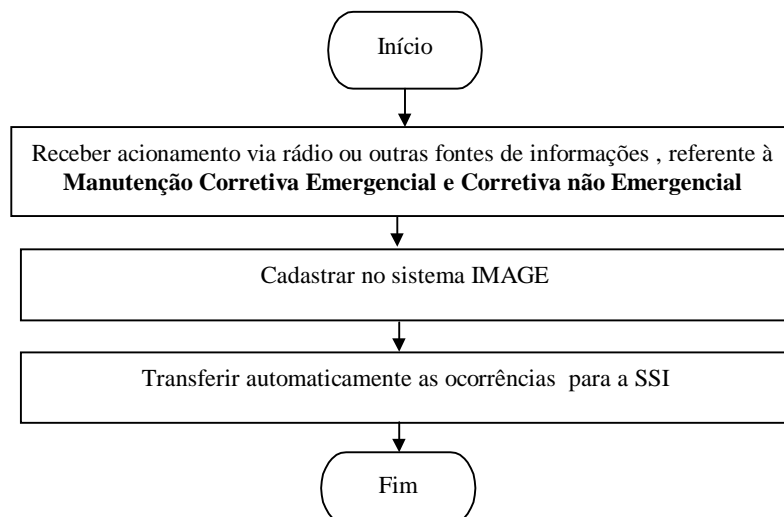 Início
Receber acionamento via rádio ou outras fontes de informações , referente à
Manutenção Corretiva Emergencial e Corretiva não Emergencial
Cadastrar no sistema IMAGE
Transferir automaticamente as ocorrências para a SSI
Fim